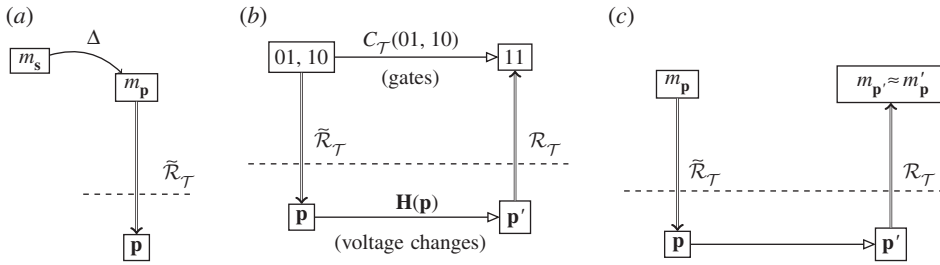 (a)
Δ
m_s
m_p
R̃_𝒯
p
(b)
01, 10
C_𝒯(01, 10)
(gates)
11
R̃_𝒯
ℛ_𝒯
p
H(p)
(voltage changes)
p′
(c)
m_p
m_p′ ≈ m′_p
R̃_𝒯
ℛ_𝒯
p
p′